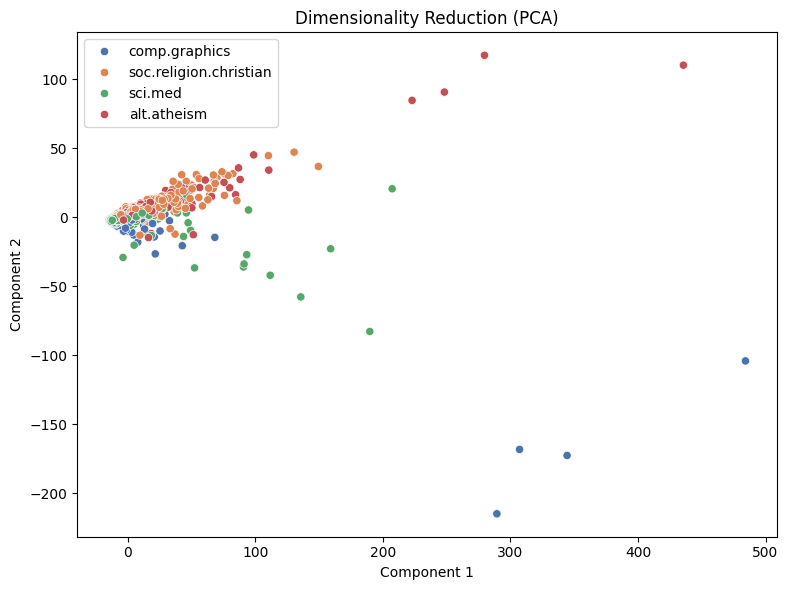 Dimensionality Reduction (PCA)
comp.graphics
soc.religion.christian
sci.med
alt.atheism
Component 2
100
50
0
−50
−100
−150
−200
0
100
200
300
400
500
Component 1